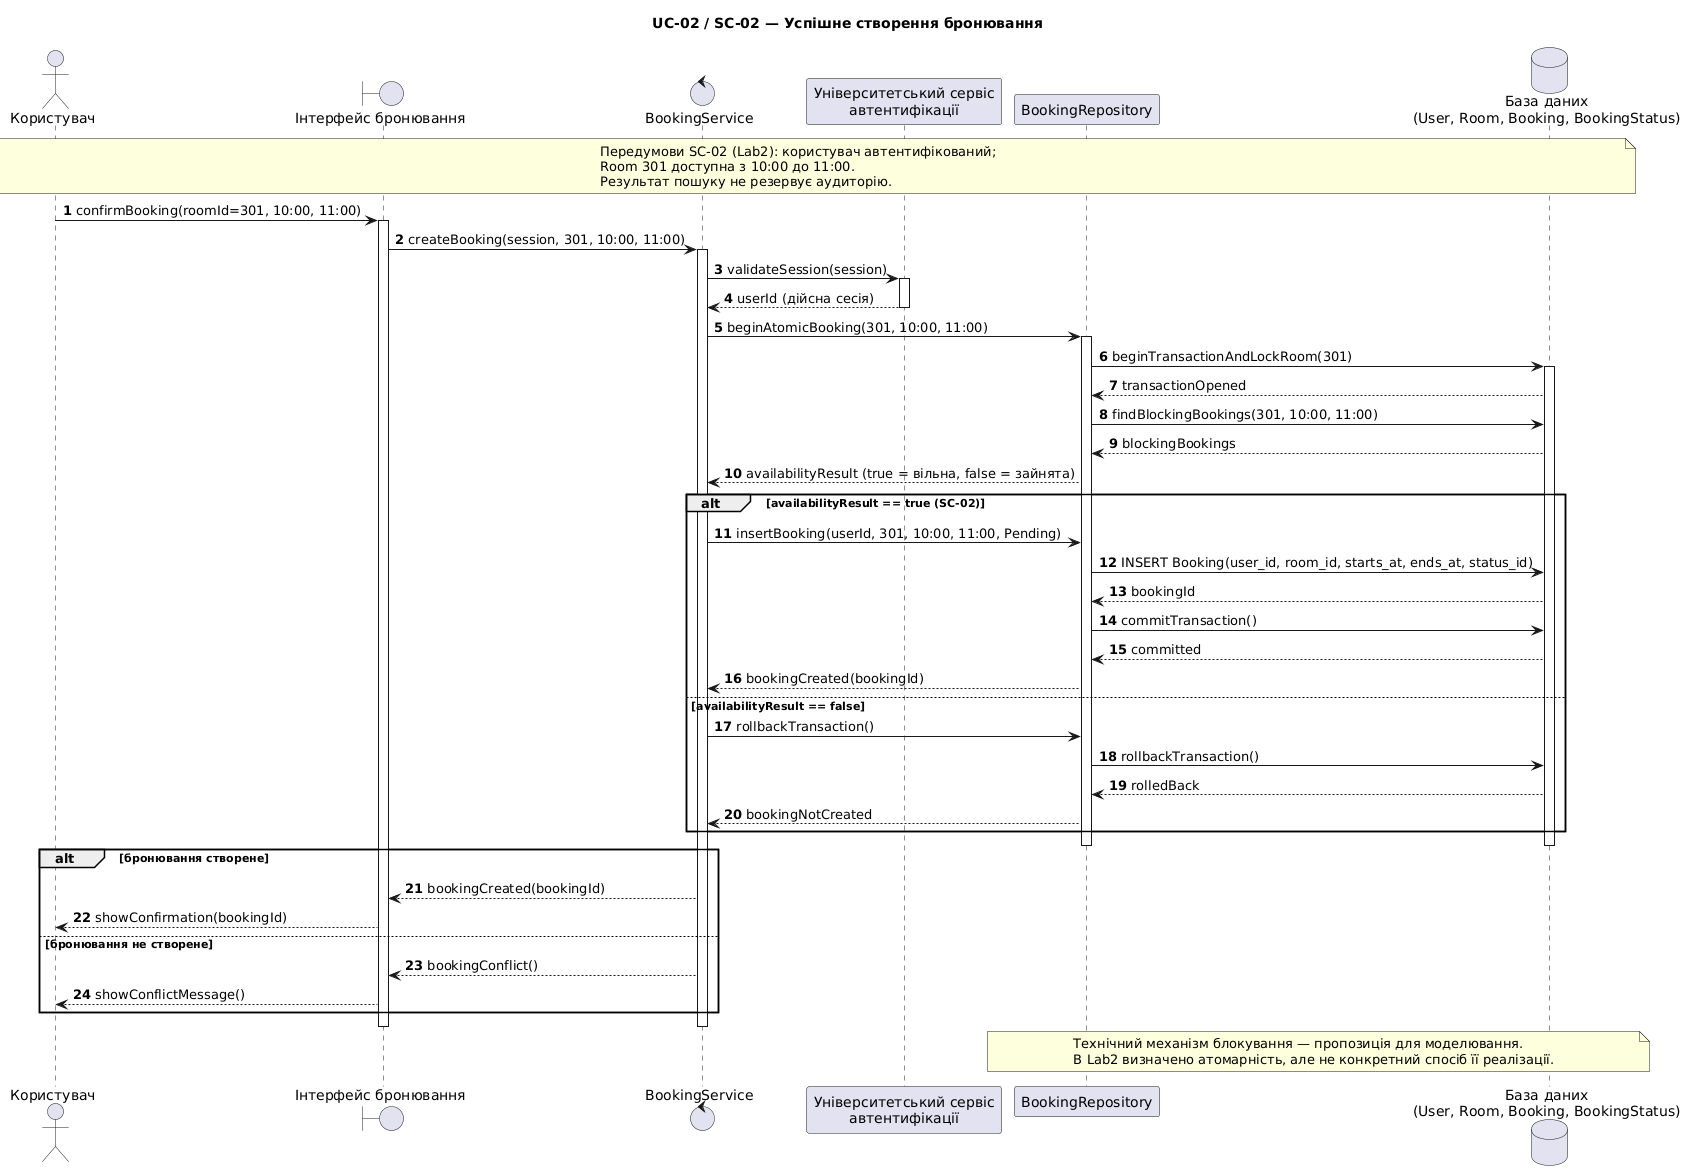 UC-02 / SC-02 — Успішне створення бронювання
Користувач
Інтерфейс бронювання
BookingService
Університетський сервіс
автентифікації
BookingRepository
База даних
(User, Room, Booking, BookingStatus)
Передумови SC-02 (Lab2): користувач автентифікований;
Room 301 доступна з 10:00 до 11:00.
Результат пошуку не резервує аудиторію.
1 confirmBooking(roomId=301, 10:00, 11:00)
2 createBooking(session, 301, 10:00, 11:00)
3 validateSession(session)
4 userId (дійсна сесія)
5 beginAtomicBooking(301, 10:00, 11:00)
6 beginTransactionAndLockRoom(301)
7 transactionOpened
8 findBlockingBookings(301, 10:00, 11:00)
9 blockingBookings
10 availabilityResult (true = вільна, false = зайнята)
alt [availabilityResult == true (SC-02)]
11 insertBooking(userId, 301, 10:00, 11:00, Pending)
12 INSERT Booking(user_id, room_id, starts_at, ends_at, status_id)
13 bookingId
14 commitTransaction()
15 committed
16 bookingCreated(bookingId)
[availabilityResult == false]
17 rollbackTransaction()
18 rollbackTransaction()
19 rolledBack
20 bookingNotCreated
alt [бронювання створене]
21 bookingCreated(bookingId)
22 showConfirmation(bookingId)
[бронювання не створене]
23 bookingConflict()
24 showConflictMessage()
Технічний механізм блокування — пропозиція для моделювання.
В Lab2 визначено атомарність, але не конкретний спосіб її реалізації.
Користувач
Інтерфейс бронювання
BookingService
Університетський сервіс
автентифікації
BookingRepository
База даних
(User, Room, Booking, BookingStatus)